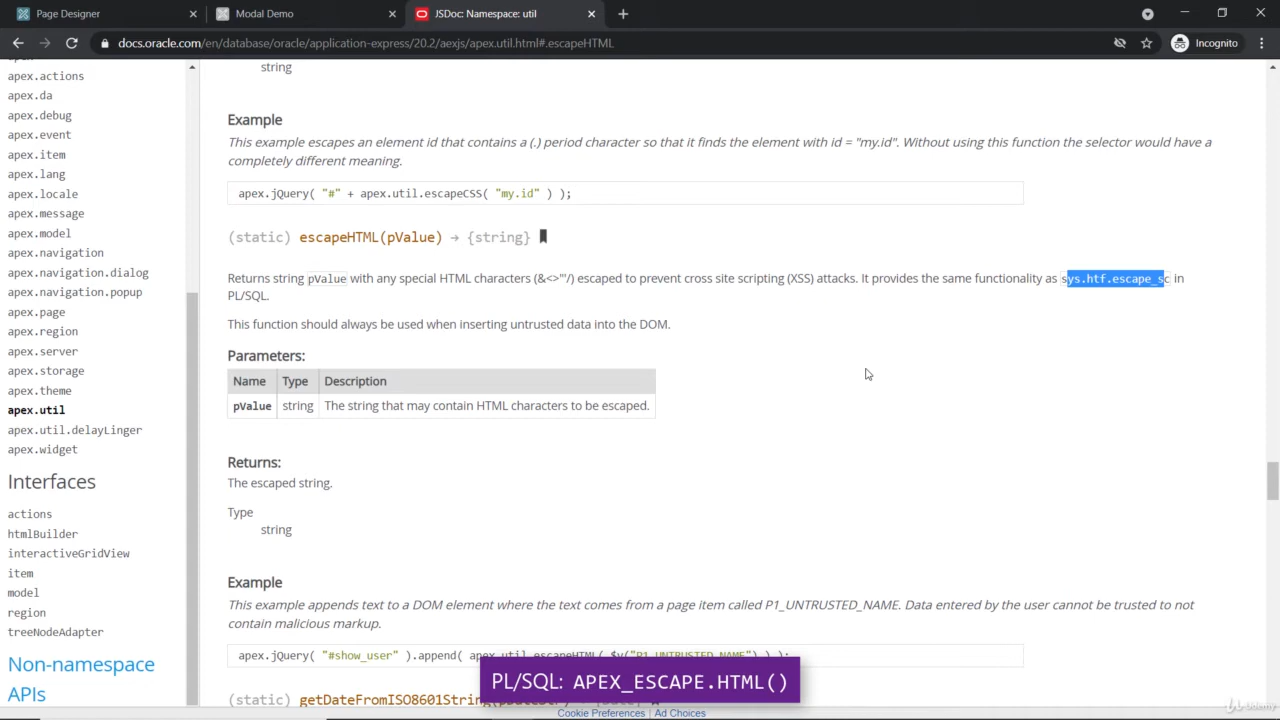 Page Designer
Modal Demo
JSDoc: Namespace: util
docs.oracle.com/en/database/oracle/application-express/20.2/aexjs/apex.util.html#.escapeHTML
Incognito
apex.actions
apex.da
apex.debug
apex.event
apex.item
apex.lang
apex.locale
apex.message
apex.model
apex.navigation
apex.navigation.dialog
apex.navigation.popup
apex.page
apex.region
apex.server
apex.storage
apex.theme
apex.util
apex.util.delayLinger
apex.widget
Interfaces
actions
htmlBuilder
interactiveGridView
item
model
region
treeNodeAdapter
Non-namespace
APIs
string
Example
This example escapes an element id that contains a (.) period character so that it finds the element with id = "my.id". Without using this function the selector would have a
completely different meaning.
apex.jQuery( "#" + apex.util.escapeCSS( "my.id" ) );
(static) escapeHTML(pValue) → {string}
Returns string pValue with any special HTML characters (&<>"'/) escaped to prevent cross site scripting (XSS) attacks. It provides the same functionality as sys.htf.escape_sc in
PL/SQL.
This function should always be used when inserting untrusted data into the DOM.
Parameters:
Name Type Description
pValue string The string that may contain HTML characters to be escaped.
Returns:
The escaped string.
Type
string
Example
This example appends text to a DOM element where the text comes from a page item called P1_UNTRUSTED_NAME. Data entered by the user cannot be trusted to not
contain malicious markup.
apex.jQuery( "#show_user" ).append( apex.util.escapeHTML( $v("P1_UNTRUSTED_NAME") ) );
PL/SQL: APEX_ESCAPE.HTML()
(static) getDateFromISO8601String(
Cookie Preferences | Ad Choices
Udemy